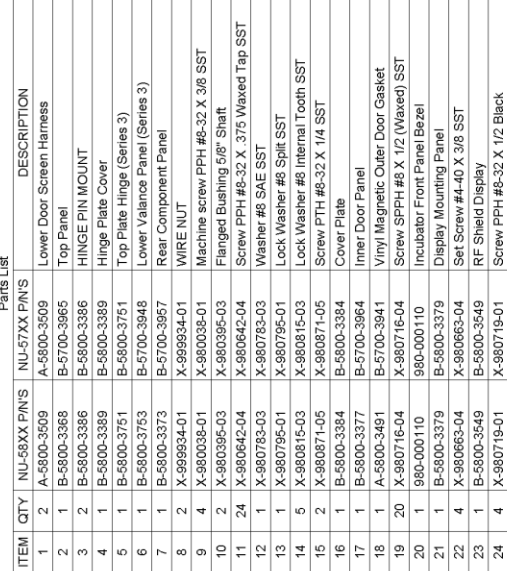 Parts List
ITEM QTY NU-58XX P/N'S NU-57XX P/N'S DESCRIPTION
1 2 A-5800-3509 A-5800-3509 Lower Door Screen Harness
2 1 B-5800-3368 B-5700-3965 Top Panel
3 2 B-5800-3386 B-5800-3386 HINGE PIN MOUNT
4 1 B-5800-3389 B-5800-3389 Hinge Plate Cover
5 1 B-5800-3751 B-5800-3751 Top Plate Hinge (Series 3)
6 1 B-5800-3753 B-5700-3948 Lower Valance Panel (Series 3)
7 1 B-5800-3373 B-5700-3957 Rear Component Panel
8 2 X-999934-01 X-999934-01 WIRE NUT
9 4 X-980038-01 X-980038-01 Machine screw PPH #8-32 X 3/8 SST
10 2 X-980395-03 X-980395-03 Flanged Bushing 5/8" Shaft
11 24 X-980642-04 X-980642-04 Screw PPH #8-32 X .375 Waxed Tap SST
12 1 X-980783-03 X-980783-03 Washer #8 SAE SST
13 1 X-980795-01 X-980795-01 Lock Washer #8 Split SST
14 5 X-980815-03 X-980815-03 Lock Washer #8 Internal Tooth SST
15 2 X-980871-05 X-980871-05 Screw PTH #8-32 X 1/4 SST
16 1 B-5800-3384 B-5800-3384 Cover Plate
17 1 B-5800-3377 B-5700-3964 Inner Door Panel
18 1 A-5800-3491 B-5700-3941 Vinyl Magnetic Outer Door Gasket
19 20 X-980716-04 X-980716-04 Screw SPPH #8 X 1/2 (Waxed) SST
20 1 980-000110 980-000110 Incubator Front Panel Bezel
21 1 B-5800-3379 B-5800-3379 Display Mounting Panel
22 4 X-980663-04 X-980663-04 Set Screw #4-40 X 3/8 SST
23 1 B-5800-3549 B-5800-3549 RF Shield Display
24 4 X-980719-01 X-980719-01 Screw PPH #8-32 X 1/2 Black